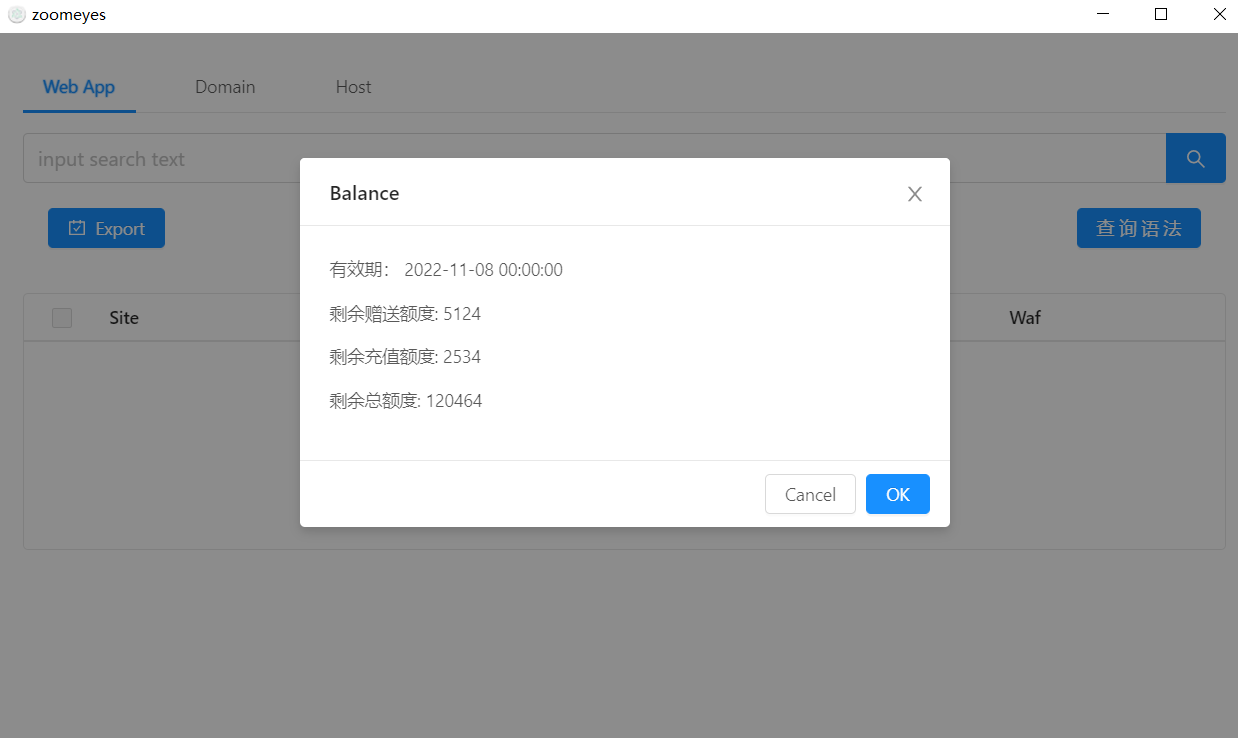 zoomeyes
Web App Domain Host
input search text
Balance
Export
查询语法
有效期： 2022-11-08 00:00:00
剩余赠送额度: 5124
Site
Waf
剩余充值额度: 2534
剩余总额度: 120464
Cancel OK